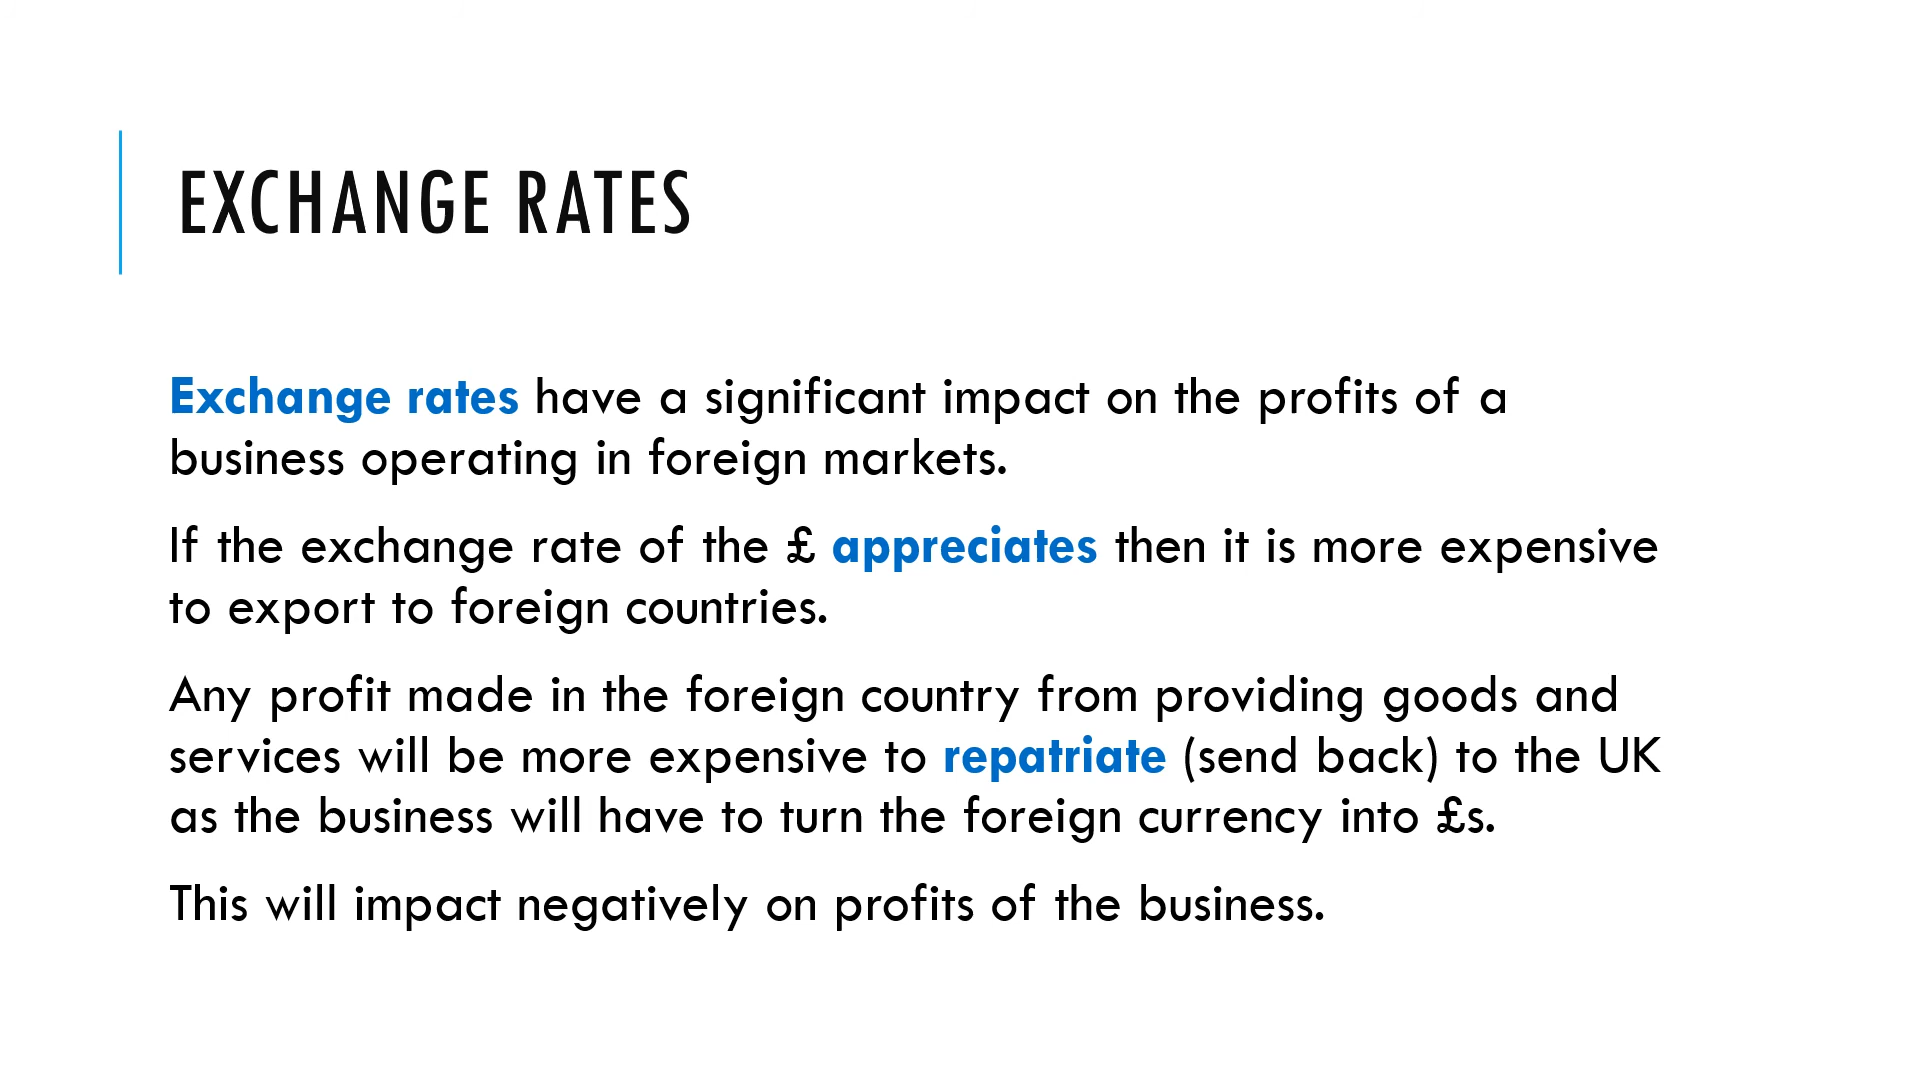 EXCHANGE RATES
Exchange rates have a significant impact on the profits of a
business operating in foreign markets.
If the exchange rate of the £ appreciates then it is more expensive
to export to foreign countries.
Any profit made in the foreign country from providing goods and
services will be more expensive to repatriate (send back) to the UK
as the business will have to turn the foreign currency into £s.
This will impact negatively on profits of the business.